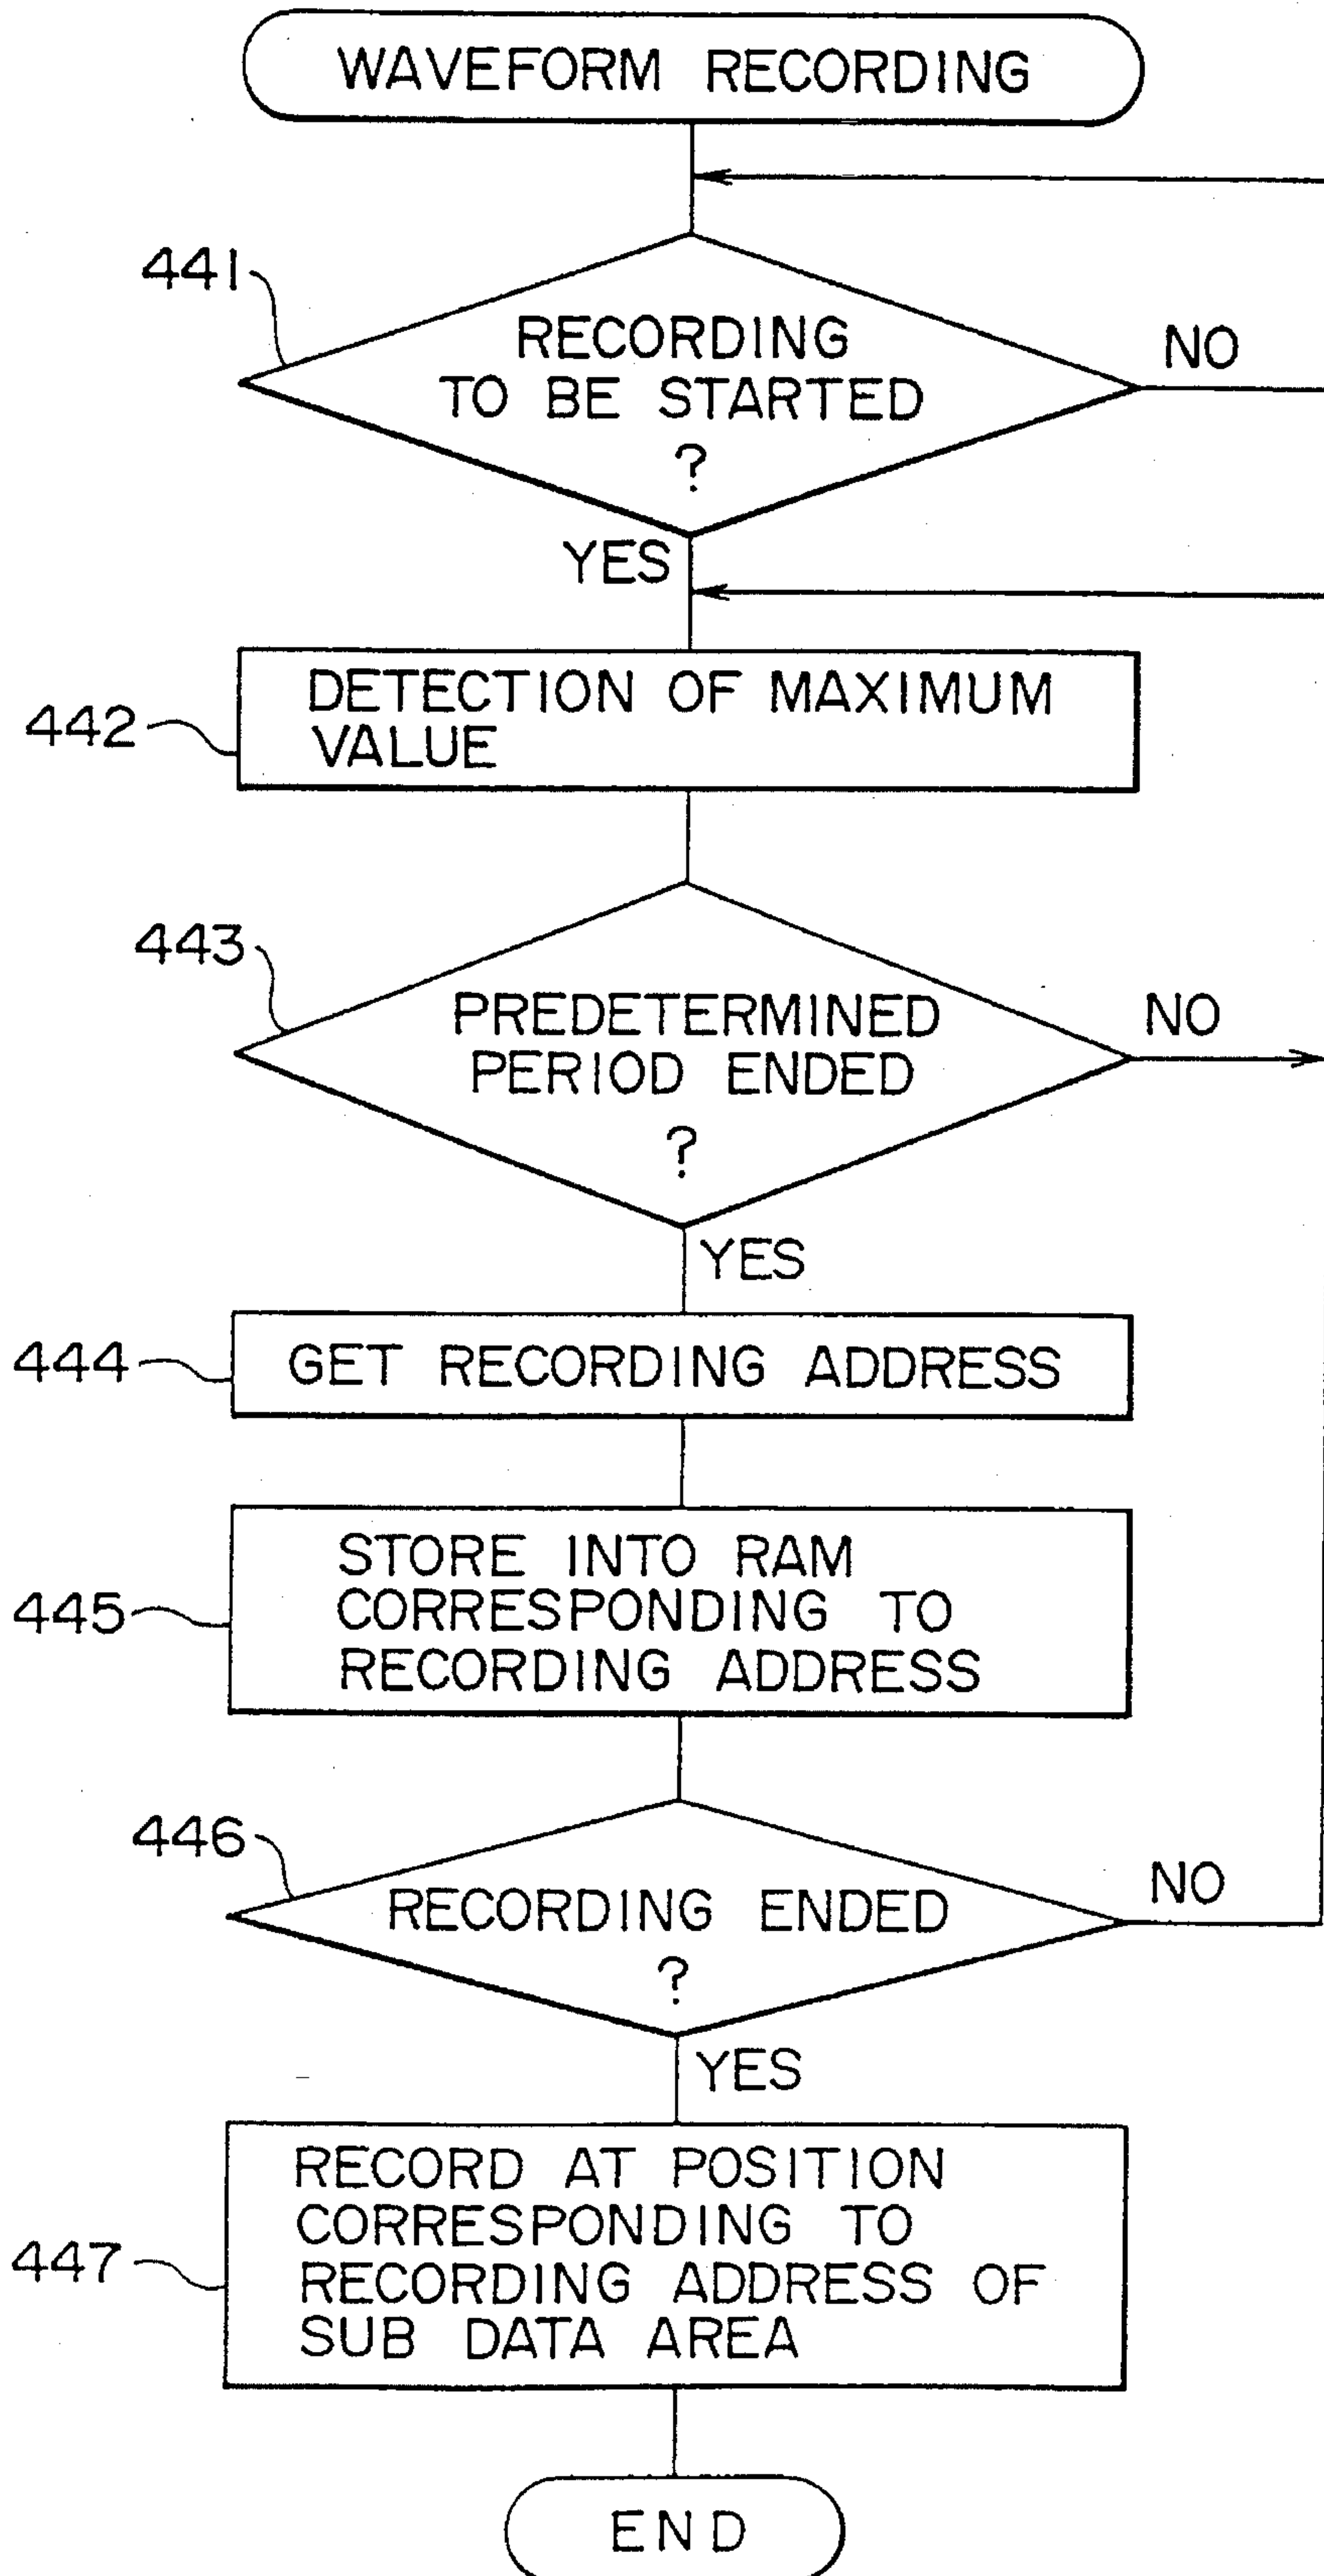 WAVEFORM RECORDING
441
RECORDING
TO BE STARTED
?
NO
YES
442
DETECTION OF MAXIMUM
VALUE
443
PREDETERMINED
PERIOD ENDED
?
NO
YES
444
GET RECORDING ADDRESS
445
STORE INTO RAM
CORRESPONDING TO
RECORDING ADDRESS
446
RECORDING ENDED
?
NO
YES
447
RECORD AT POSITION
CORRESPONDING TO
RECORDING ADDRESS OF
SUB DATA AREA
END